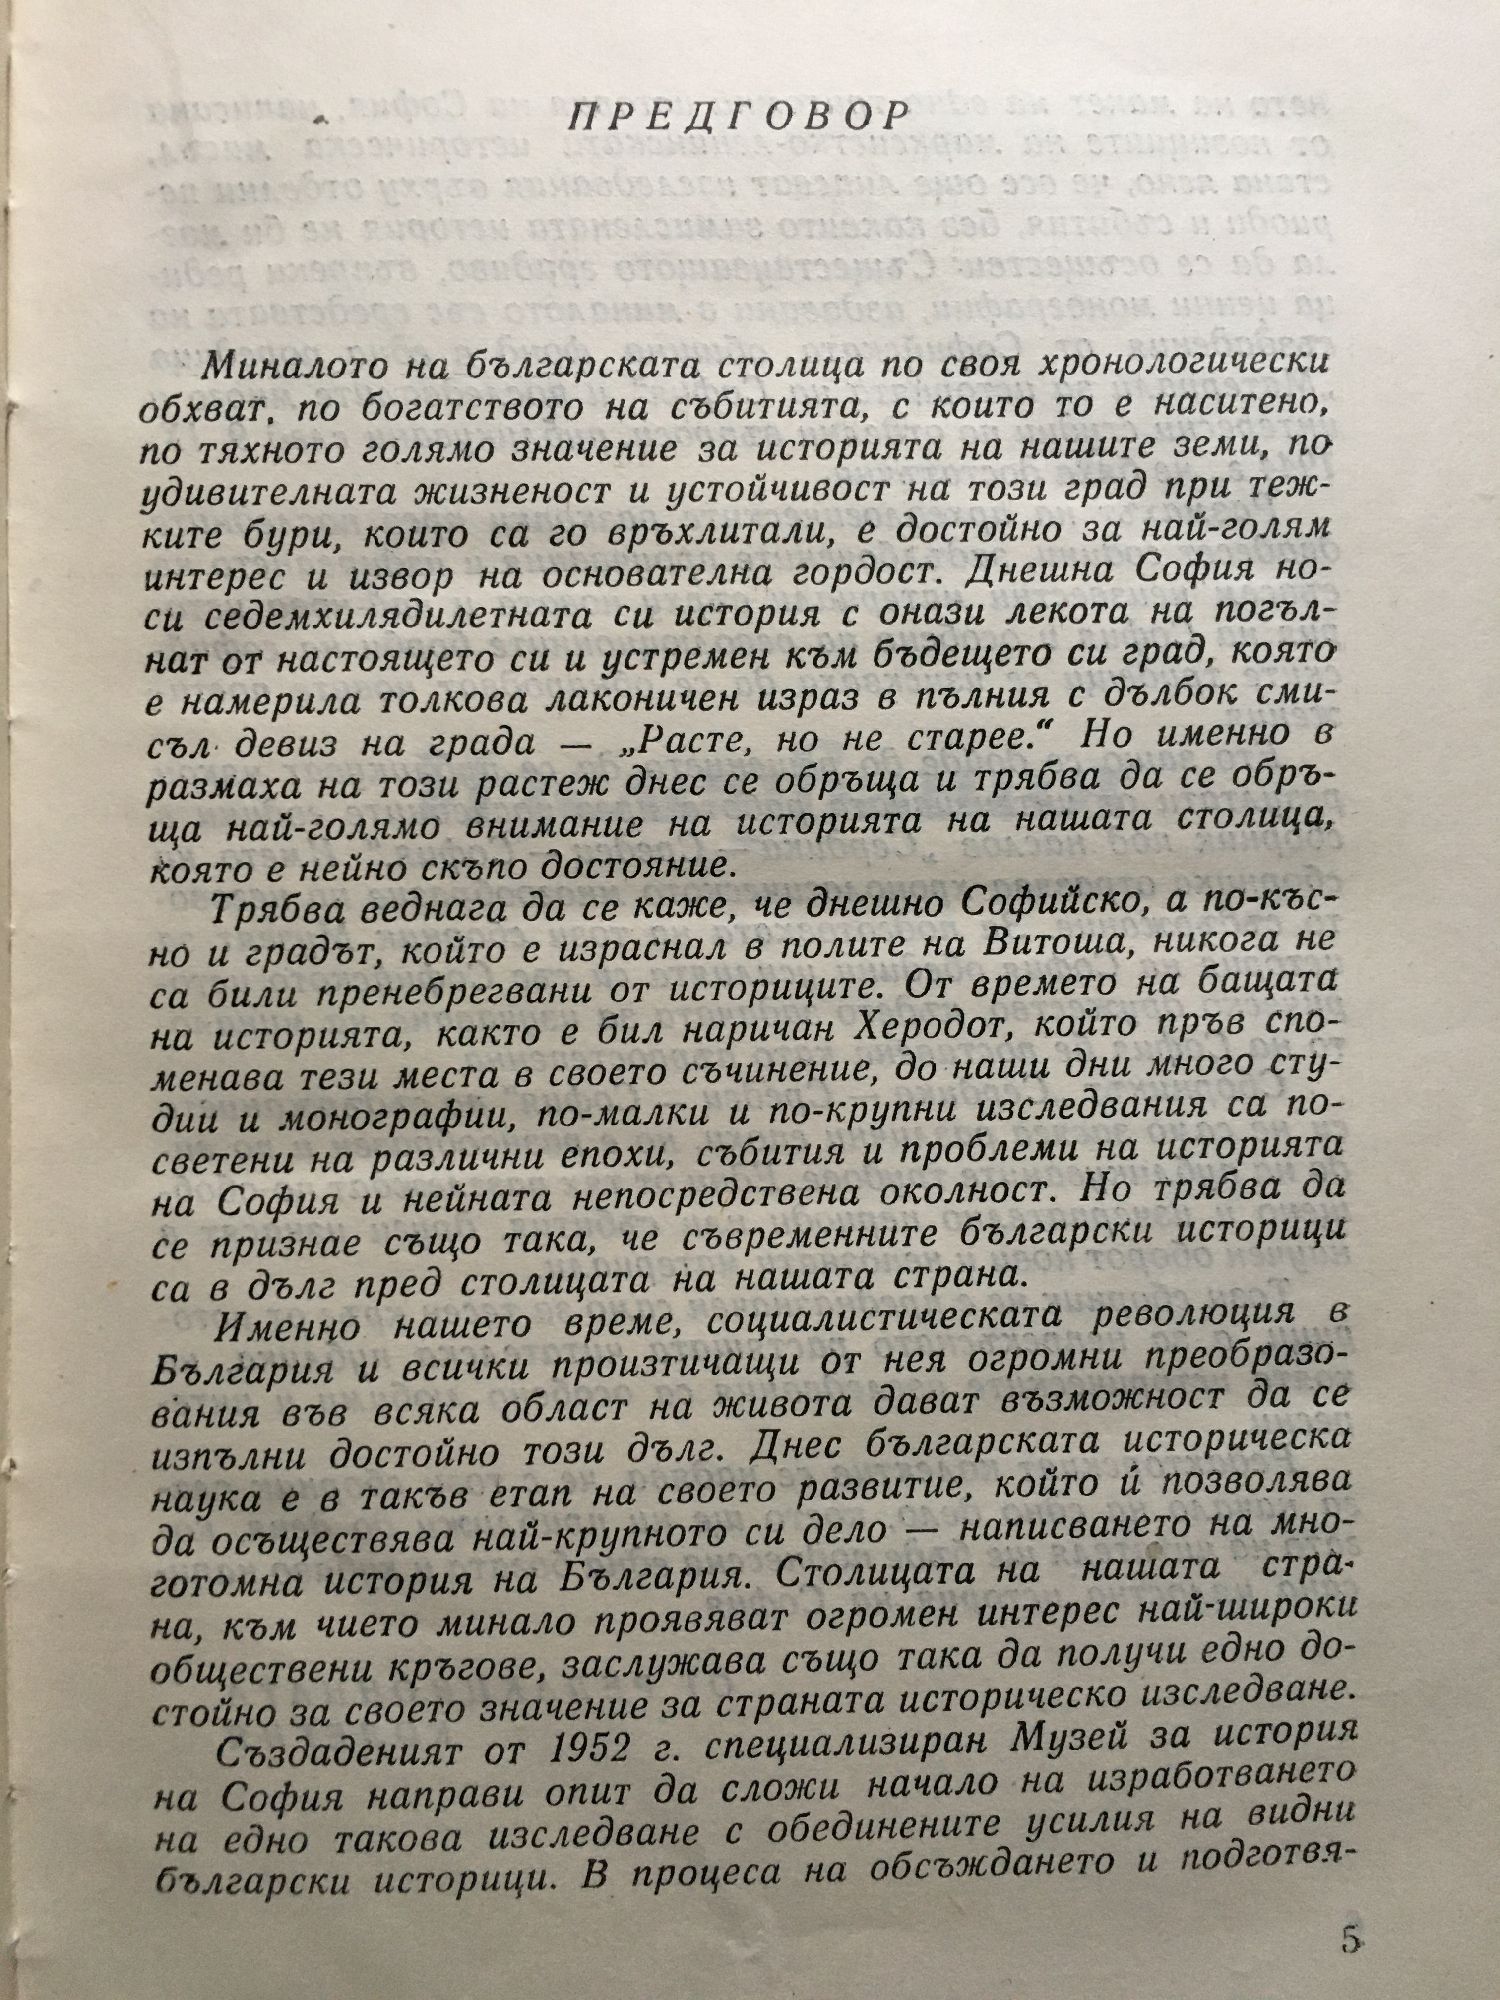 ПРЕДГОВОР
Миналото на българската столица по своя хронологически
обхват, по богатството на събитията, с които то е наситено,
по тяхното голямо значение за историята на нашите земи, по
удивителната жизненост и устойчивост на този град при теж-
ките бури, които са го връхлитали, е достойно за най-голям
интерес и извор на основателна гордост. Днешна София но-
си седемхилядилетната си история с онази лекота на погъл-
нат от настоящето си и устремен към бъдещето си град, която
е намерила толкова лаконичен израз в пълния с дълбок сми-
съл девиз на града — „Расте, но не старее.“ Но именно в
размаха на този растеж днес се обръща и трябва да се обръ-
ща най-голямо внимание на историята на нашата столица,
която е нейно скъпо достояние.
Трябва веднага да се каже, че днешно Софийско, а по-къс-
но и градът, който е израснал в полите на Витоша, никога не
са били пренебрегвани от историците. От времето на бащата
на историята, както е бил наричан Херодот, който пръв спо-
менава тези места в своето съчинение, до наши дни много сту-
дии и монографии, по-малки и по-крупни изследвания са по-
светени на различни епохи, събития и проблеми на историята
на София и нейната непосредствена околност. Но трябва да
се признае също така, че съвременните български историци
са в дълг пред столицата на нашата страна.
Именно нашето време, социалистическата революция в
България и всички произтичащи от нея огромни преобразо-
вания във всяка област на живота дават възможност да се
изпълни достойно този дълг. Днес българската историческа
наука е в такъв етап на своето развитие, който ѝ позволява
да осъществява най-крупното си дело — написването на мно-
готомна история на България. Столицата на нашата стра-
на, към чието минало проявяват огромен интерес най-широки
обществени кръгове, заслужава също така да получи едно до-
стойно за своето значение за страната историческо изследване.
Създаденият от 1952 г. специализиран Музей за история
на София направи опит да сложи начало на изработването
на едно такова изследване с обединените усилия на видни
български историци. В процеса на обсъждането и подготвя-
5